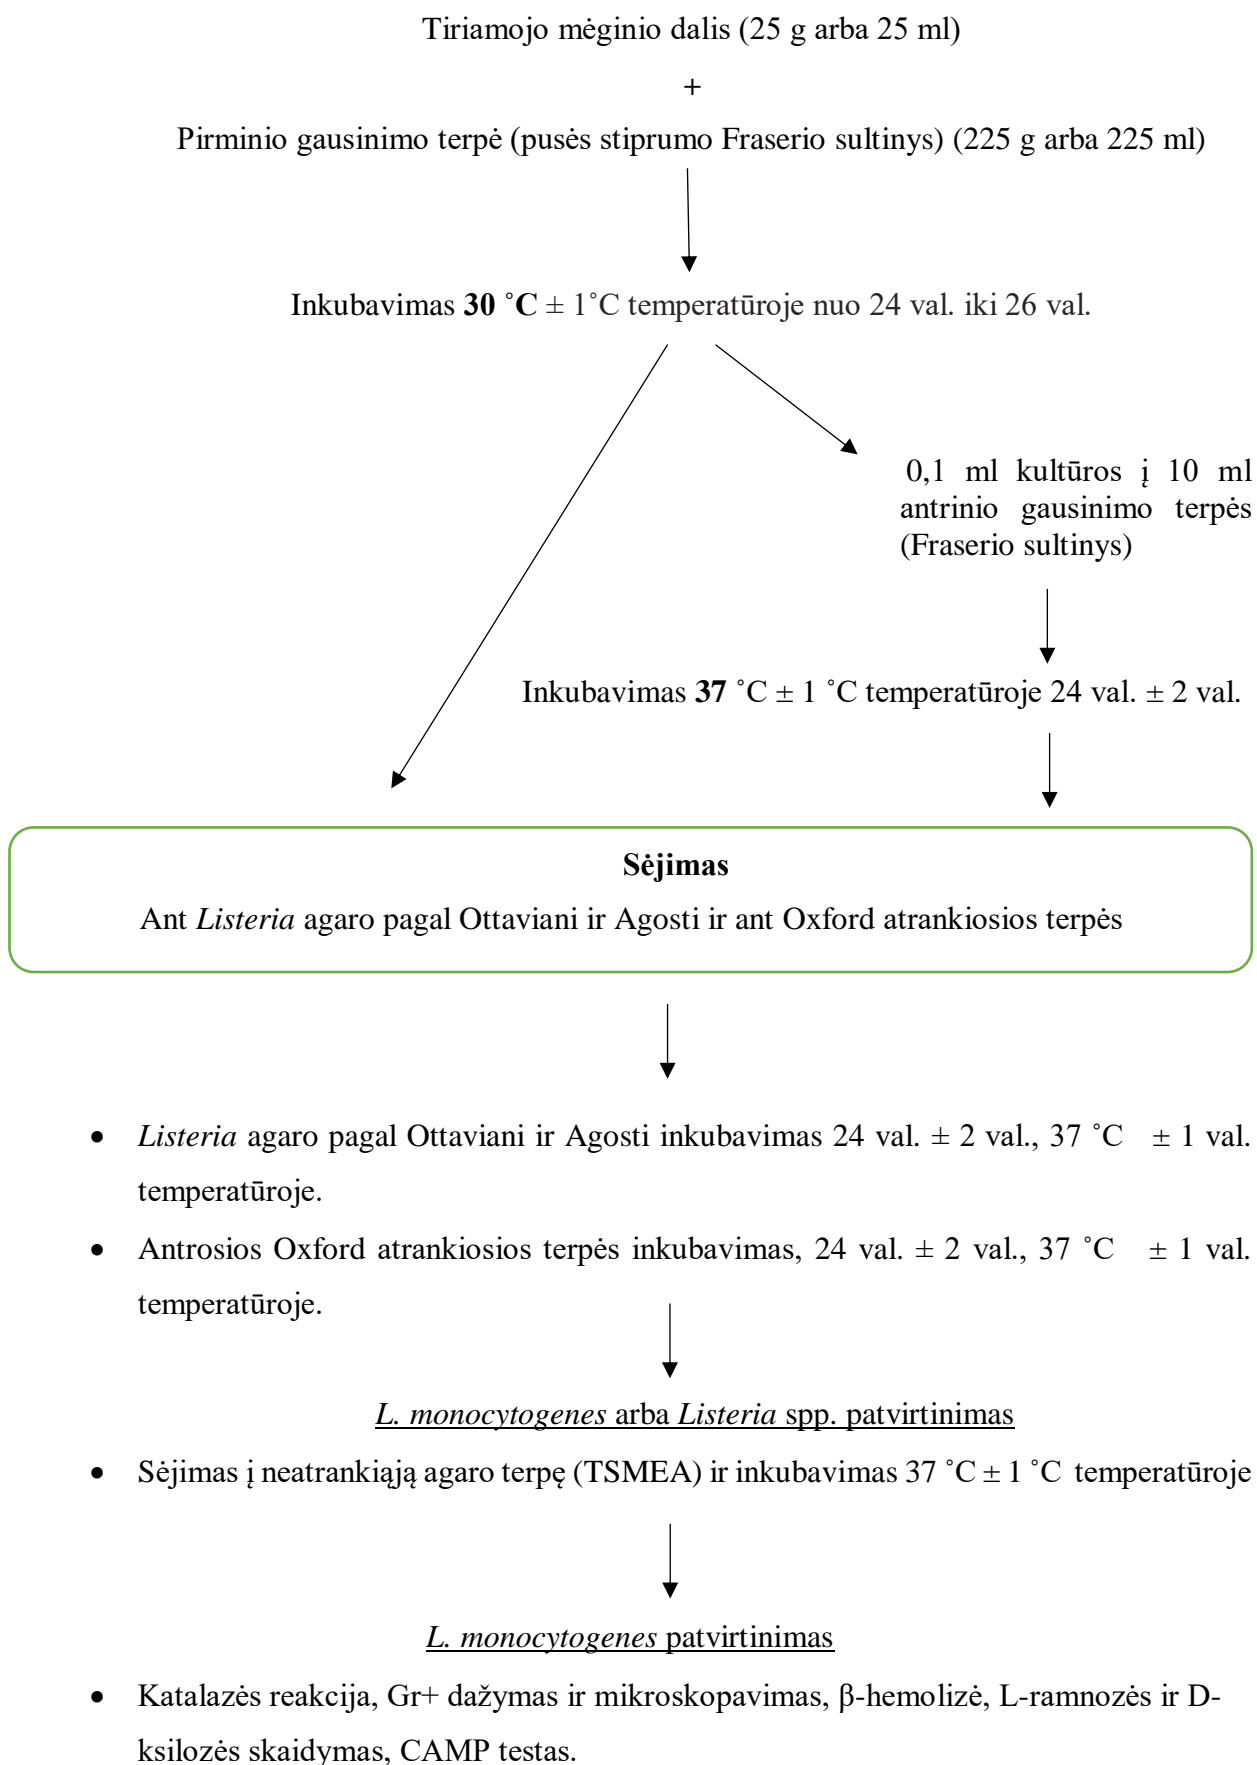 Tiriamojo mėginio dalis (25 g arba 25 ml)
+
Pirminio gausinimo terpė (pusės stiprumo Fraserio sultinys) (225 g arba 225 ml)
Inkubavimas 30 ˚C ± 1˚C temperatūroje nuo 24 val. iki 26 val.
0,1 ml kultūros į 10 ml
antrinio gausinimo terpės
(Fraserio sultinys)
Inkubavimas 37 ˚C ± 1 ˚C temperatūroje 24 val. ± 2 val.
Sėjimas
Ant Listeria agaro pagal Ottaviani ir Agosti ir ant Oxford atrankiosios terpės
• Listeria agaro pagal Ottaviani ir Agosti inkubavimas 24 val. ± 2 val., 37 ˚C ± 1 val.
temperatūroje.
• Antrosios Oxford atrankiosios terpės inkubavimas, 24 val. ± 2 val., 37 ˚C ± 1 val.
temperatūroje.
L. monocytogenes arba Listeria spp. patvirtinimas
• Sėjimas į neatrankiąją agaro terpę (TSMEA) ir inkubavimas 37 ˚C ± 1 ˚C temperatūroje
L. monocytogenes patvirtinimas
• Katalazės reakcija, Gr+ dažymas ir mikroskopavimas, β-hemolizė, L-ramnozės ir D-
ksilozės skaidymas, CAMP testas.